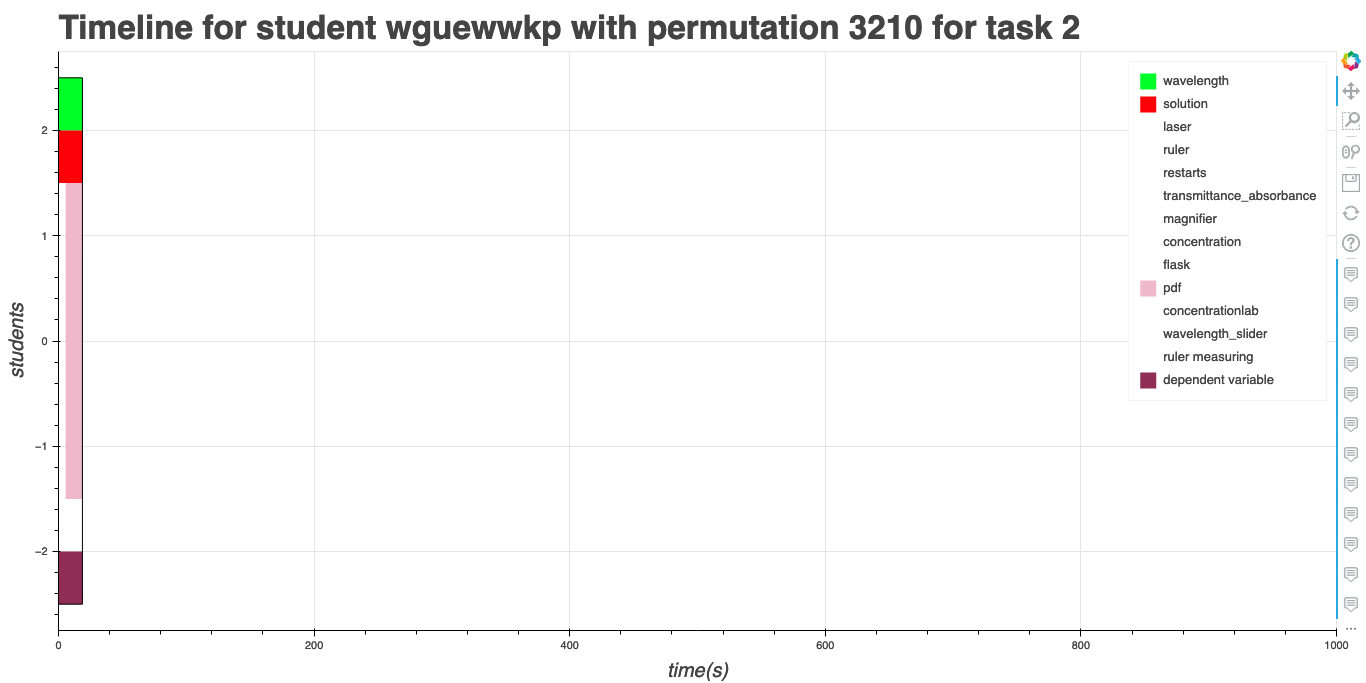 Timeline for student wguewwkp with permutation 3210 for task 2
wavelength
solution
laser
ruler
restarts
transmittance_absorbance
magnifier
concentration
flask
pdf
concentrationlab
wavelength_slider
ruler measuring
dependent variable
students
2
1
0
−1
−2
0 200 400 600 800 1000
time(s)